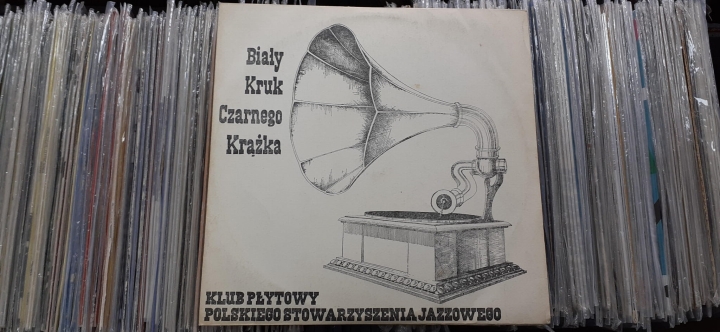 Biały
Kruk
Czarnego
Krążka
KLUB PŁYTOWY
POLSKIEGO STOWARZYSZENIA JAZZOWEGO